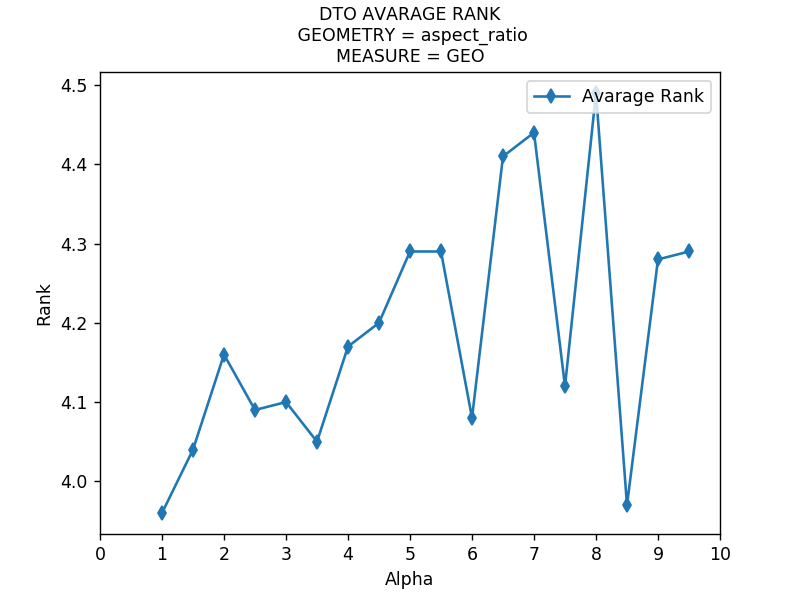 DTO AVARAGE RANK
GEOMETRY = aspect_ratio
MEASURE = GEO
4.5
Avarage Rank
4.4
4.3
4.2
4.1
4.0
Rank
0 1 2 3 4 5 6 7 8 9 10
Alpha